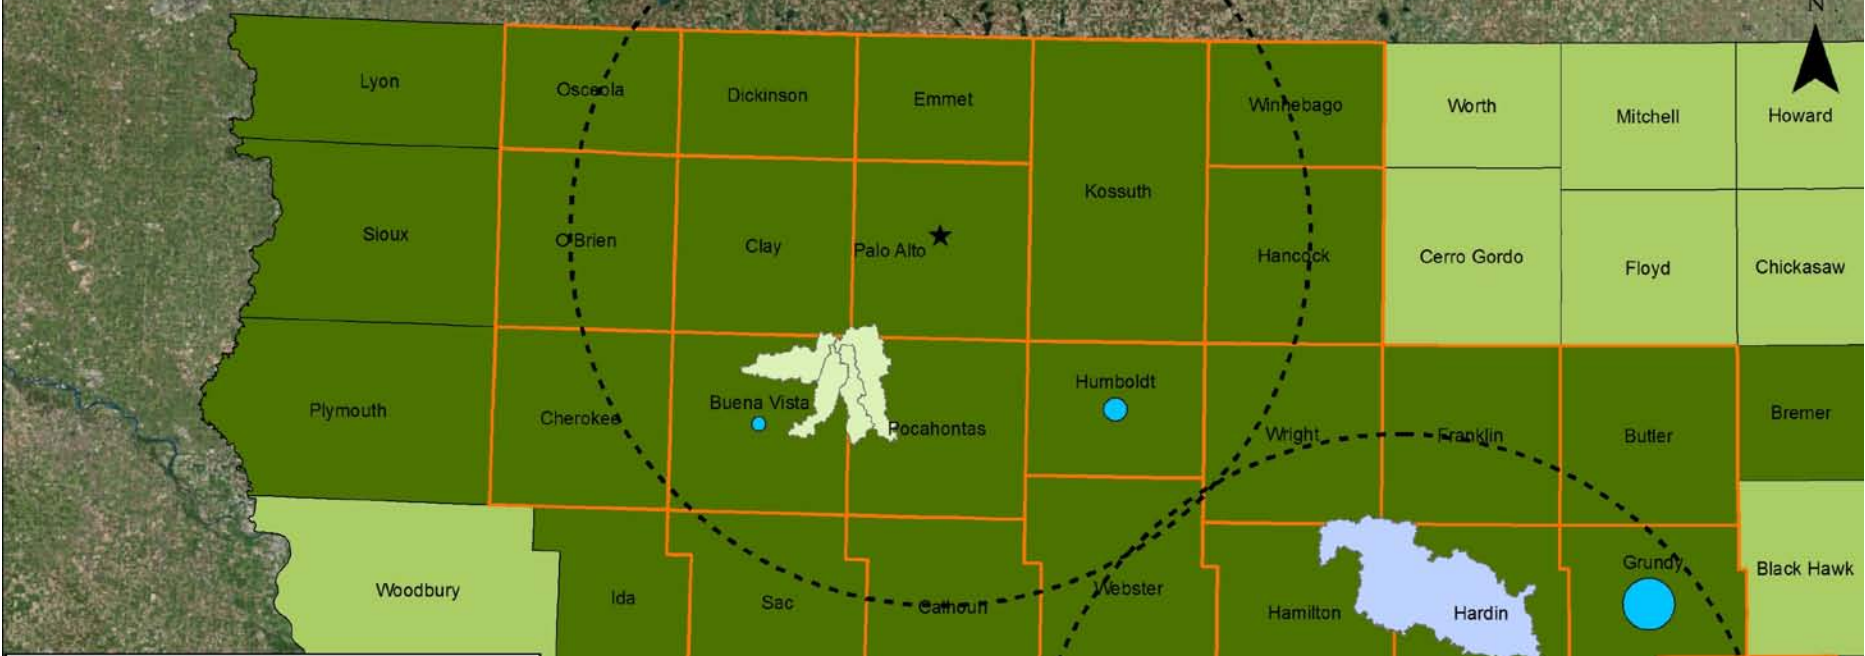 N
Lyon
Osceola
Dickinson
Emmet
Winnebago
Worth
Mitchell
Howard
Kossuth
Sioux
O'Brien
Clay
Palo Alto
Hancock
Cerro Gordo
Floyd
Chickasaw
Plymouth
Cherokee
Buena Vista
Pocahontas
Humboldt
Wright
Franklin
Butler
Bremer
Woodbury
Ida
Sac
Calhoun
Webster
Hamilton
Hardin
Grundy
Black Hawk